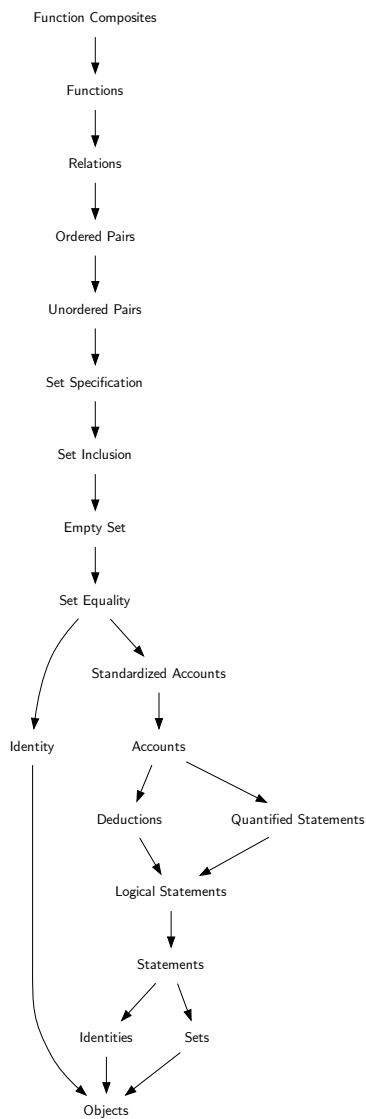 Function Composites
Functions
Relations
Ordered Pairs
Unordered Pairs
Set Specification
Set Inclusion
Empty Set
Set Equality
Standardized Accounts
Identity
Accounts
Deductions
Quantified Statements
Logical Statements
Statements
Identities
Sets
Objects